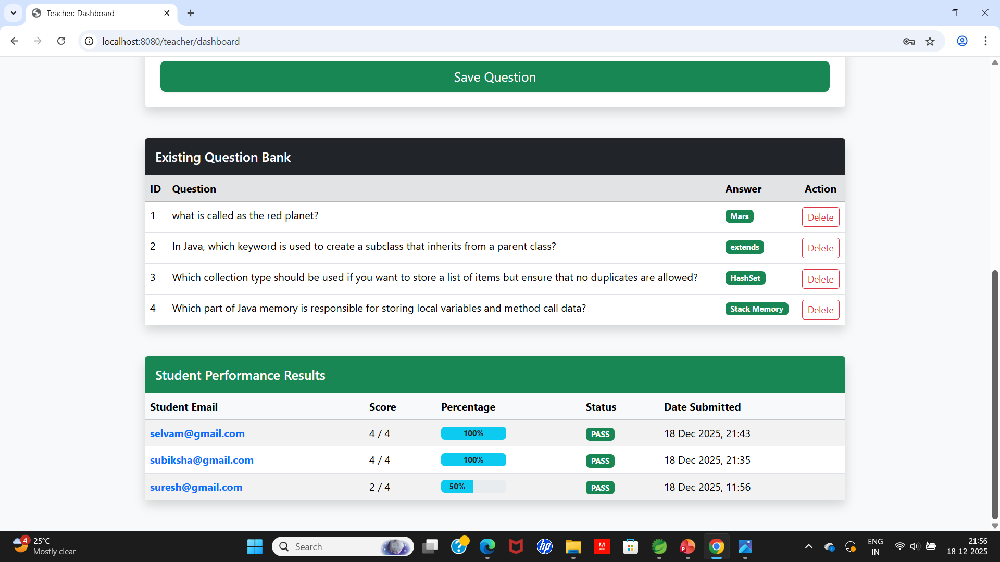 Teacher: Dashboard
localhost:8080/teacher/dashboard
Save Question
Existing Question Bank
ID Question Answer Action
1 what is called as the red planet? Mars Delete
2 In Java, which keyword is used to create a subclass that inherits from a parent class? extends Delete
3 Which collection type should be used if you want to store a list of items but ensure that no duplicates are allowed? HashSet Delete
4 Which part of Java memory is responsible for storing local variables and method call data? Stack Memory Delete
Student Performance Results
Student Email Score Percentage Status Date Submitted
selvam@gmail.com 4 / 4 100% PASS 18 Dec 2025, 21:43
subiksha@gmail.com 4 / 4 100% PASS 18 Dec 2025, 21:35
suresh@gmail.com 2 / 4 50% PASS 18 Dec 2025, 11:56
4 25°C
Mostly clear
Search
hp
P
ENG
IN
21:56
18-12-2025